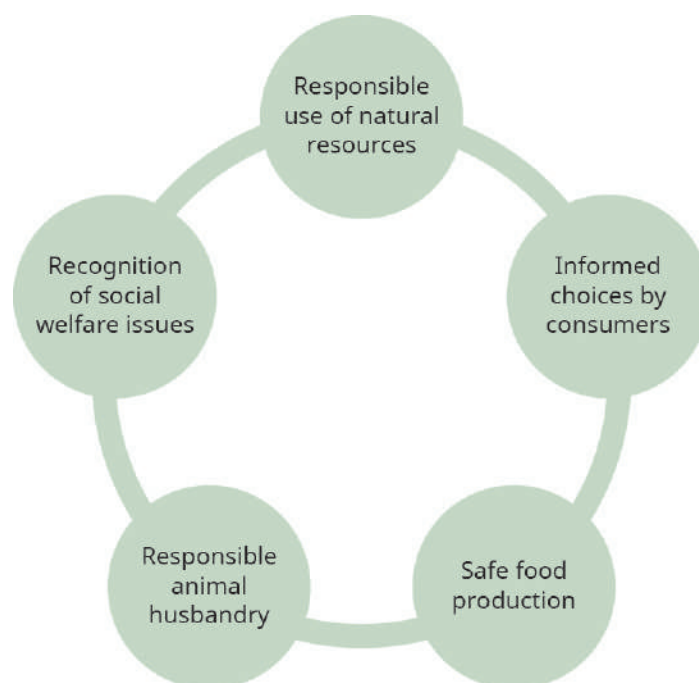 Responsible
use of natural
resources
Informed
choices by
consumers
Safe food
production
Responsible
animal
husbandry
Recognition
of social
welfare issues